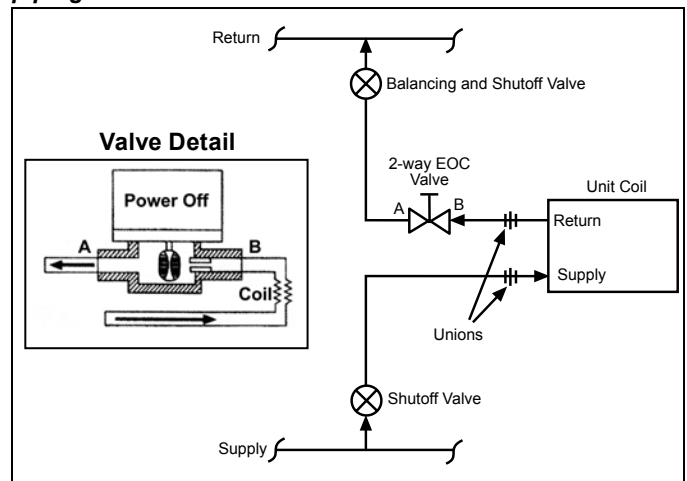 Return
Balancing and Shutoff Valve
Valve Detail
2-way EOC
Valve
Unit Coil
Power Off
A
B
A
B
Return
Coil
Supply
Unions
Shutoff Valve
Supply